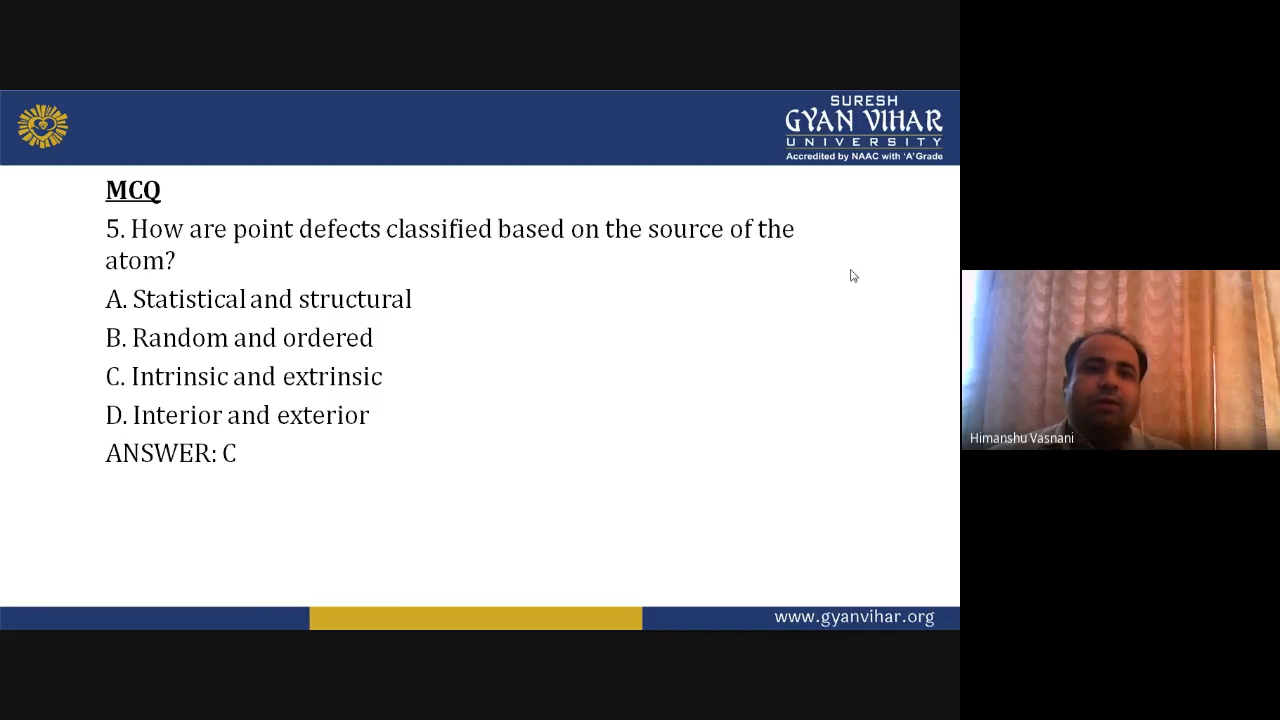 SURESH
GYAN VIHAR
UNIVERSITY
Accredited by NAAC with 'A' Grade
MCQ
5. How are point defects classified based on the source of the
atom?
A. Statistical and structural
B. Random and ordered
C. Intrinsic and extrinsic
D. Interior and exterior
ANSWER: C
Himanshu Vasnani
www.gyanvihar.org